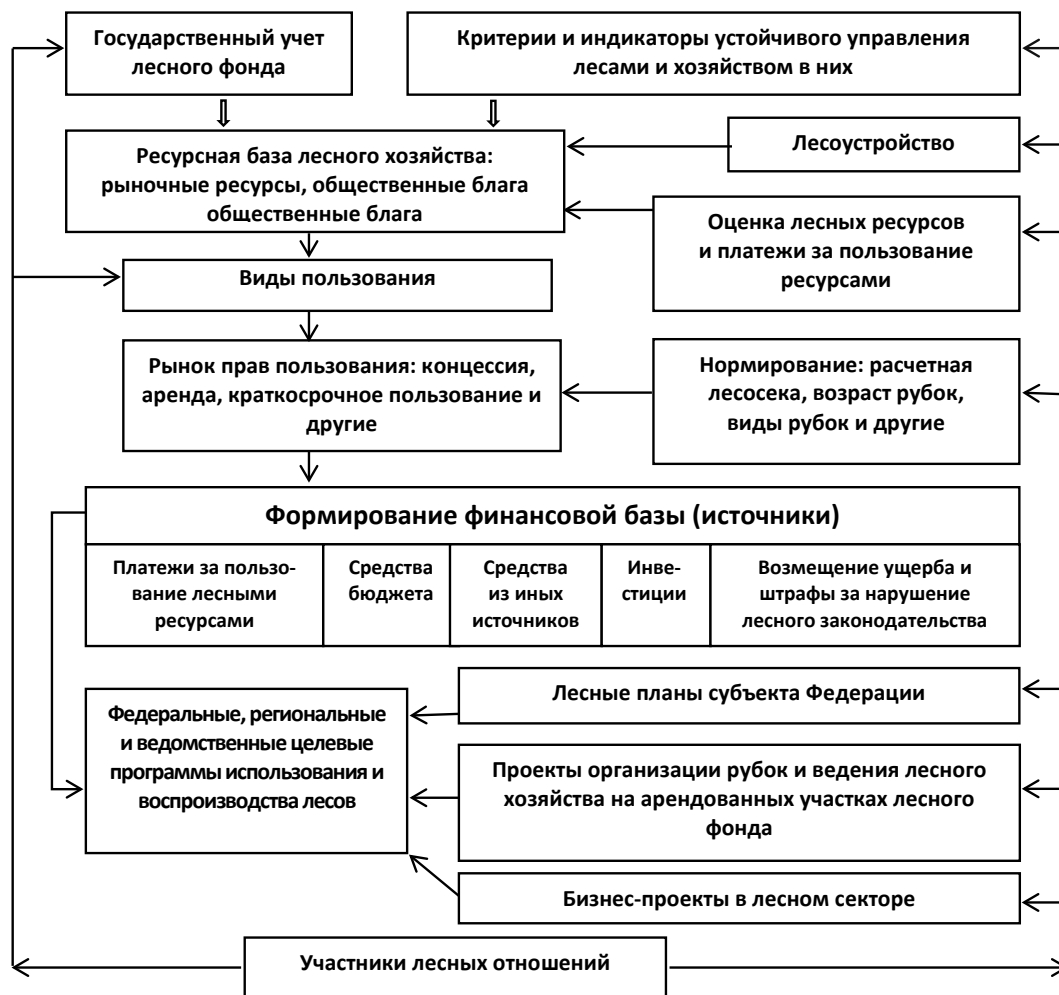 Государственный учет
лесного фонда
Критерии и индикаторы устойчивого управления
лесами и хозяйством в них
Ресурсная база лесного хозяйства:
рыночные ресурсы, общественные блага
общественные блага
Лесоустройство
Оценка лесных ресурсов
и платежи за пользование
ресурсами
Виды пользования
Рынок прав пользования: концессия,
аренда, краткосрочное пользование и
другие
Нормирование: расчетная
лесосека, возраст рубок,
виды рубок и другие
Формирование финансовой базы (источники)
Платежи за пользо-
вание лесными
ресурсами
Средства
бюджета
Средства
из иных
источников
Инве-
стиции
Возмещение ущерба и
штрафы за нарушение
лесного законодательства
Федеральные, региональные
и ведомственные целевые
программы использования и
воспроизводства лесов
Лесные планы субъекта Федерации
Проекты организации рубок и ведения лесного
хозяйства на арендованных участках лесного
фонда
Бизнес-проекты в лесном секторе
Участники лесных отношений